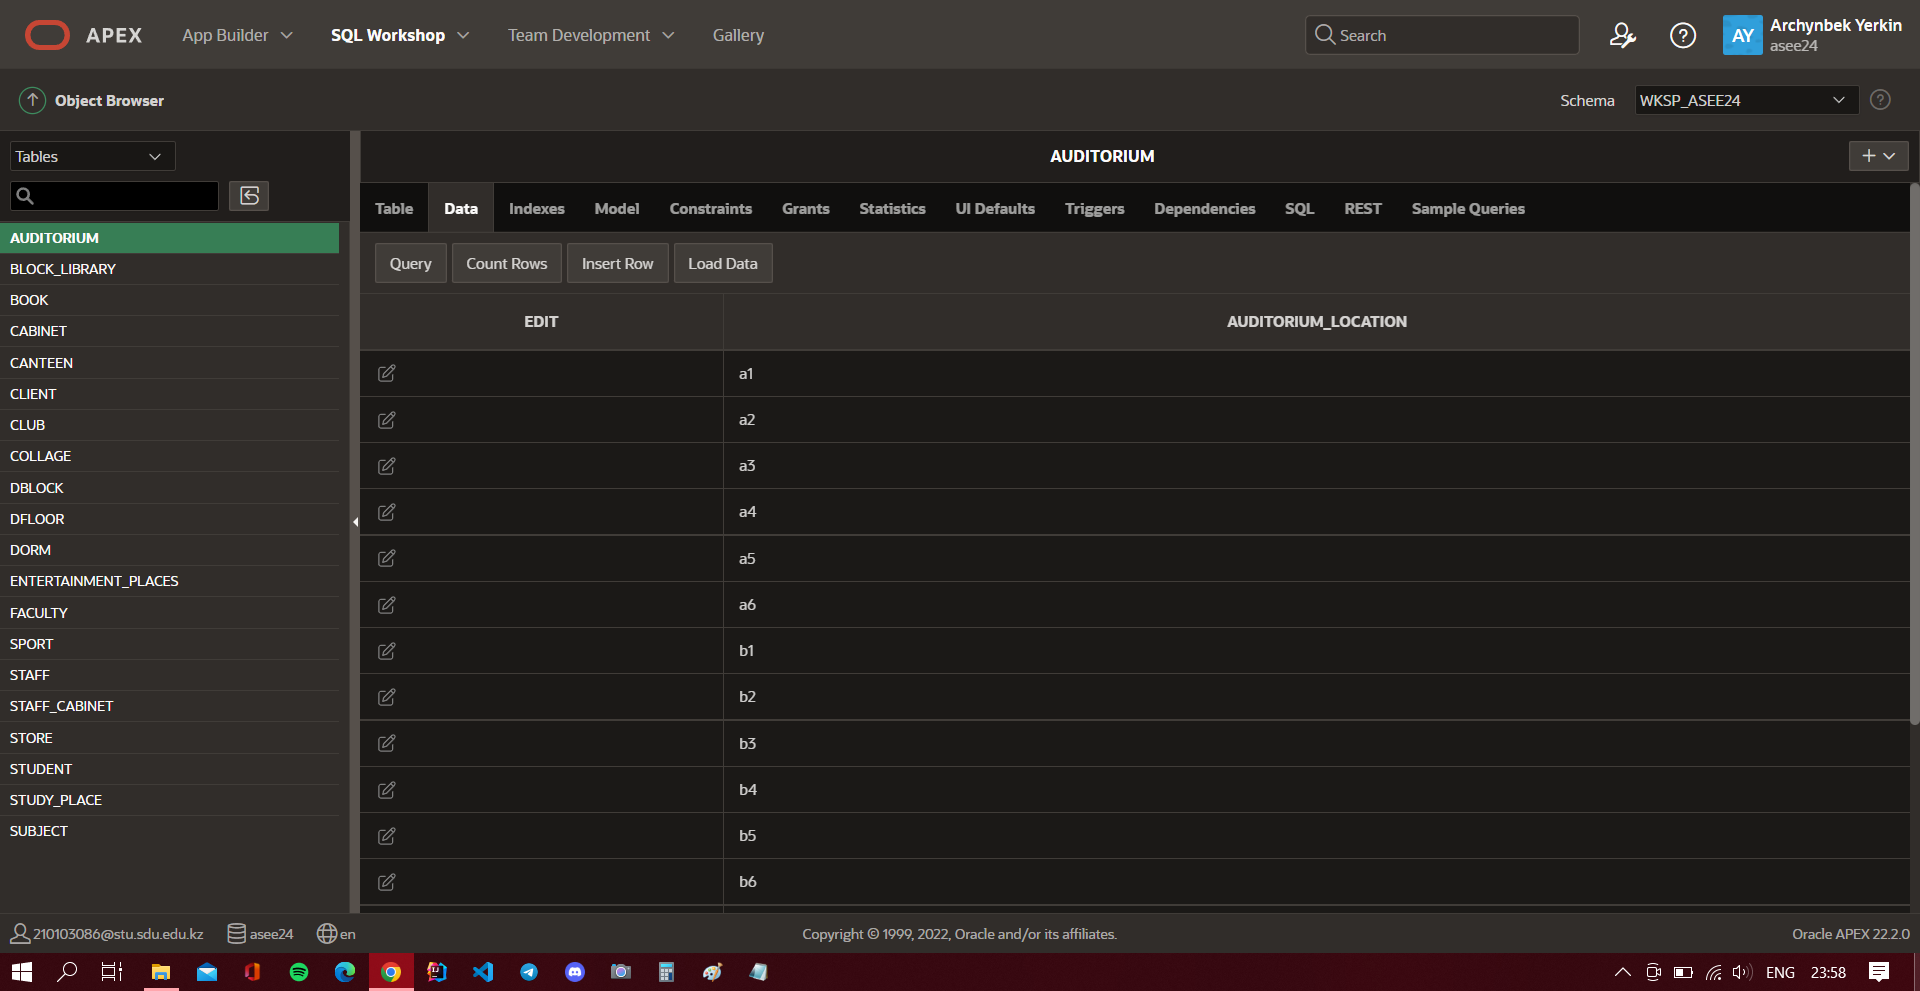 APEX App Builder SQL Workshop Team Development Gallery Search AY Archynbek Yerkin
asee24
Object Browser Schema WKSP_ASEE24
Tables AUDITORIUM
Table Data Indexes Model Constraints Grants Statistics UI Defaults Triggers Dependencies SQL REST Sample Queries
Query Count Rows Insert Row Load Data
EDIT AUDITORIUM_LOCATION
AUDITORIUM
BLOCK_LIBRARY
BOOK
CABINET
CANTEEN
CLIENT
CLUB
COLLAGE
DBLOCK
DFLOOR
DORM
ENTERTAINMENT_PLACES
FACULTY
SPORT
STAFF
STAFF_CABINET
STORE
STUDENT
STUDY_PLACE
SUBJECT
a1
a2
a3
a4
a5
a6
b1
b2
b3
b4
b5
b6
210103086@stu.sdu.edu.kz asee24 en Copyright © 1999, 2022, Oracle and/or its affiliates. Oracle APEX 22.2.0
ENG 23:58